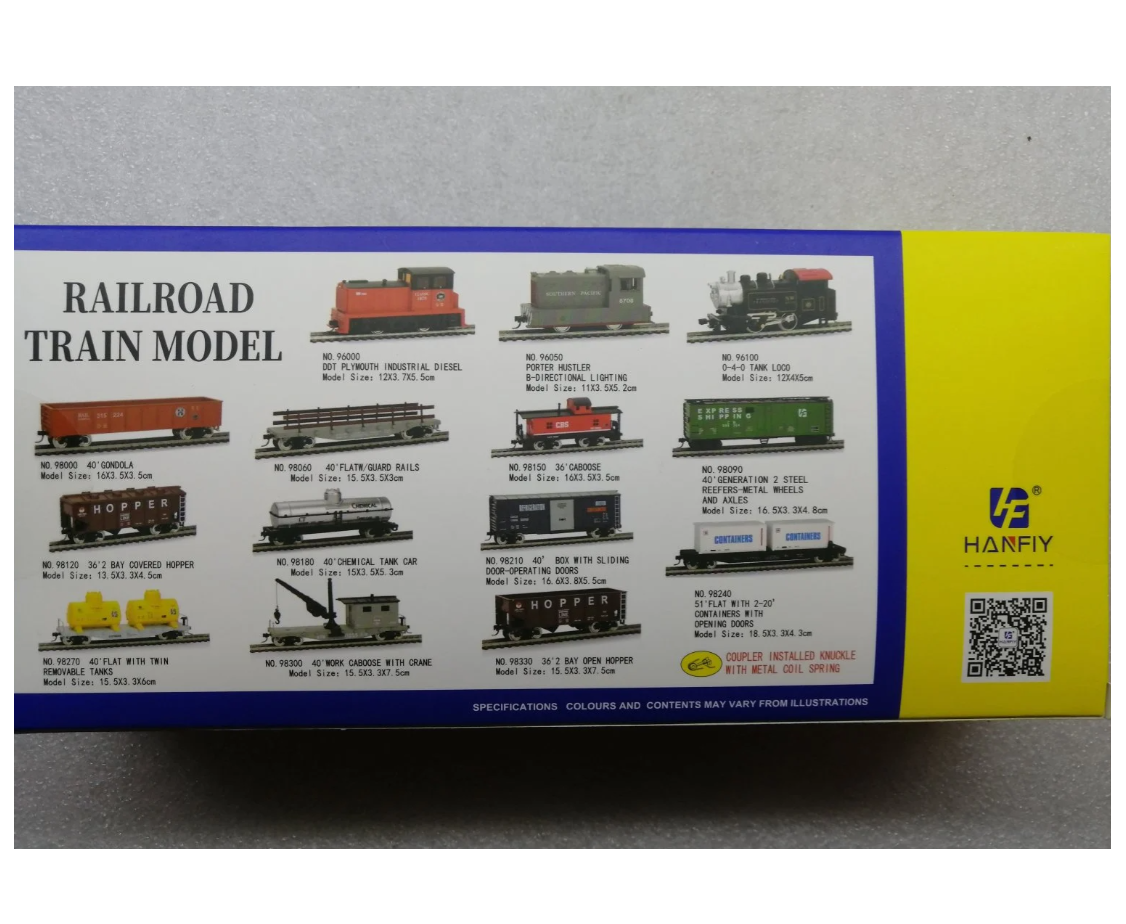 RAILROAD
TRAIN MODEL
NO. 96000
DDT PLYMOUTH INDUSTRIAL DIESEL
Model Size: 12X3.7X5.5cm
SOUTHERN PACIFIC
NO. 96050
PORTER HUSTLER
B-DIRECTIONAL LIGHTING
Model Size: 11X3.5X5.2cm
NO. 96100
0-4-0 TANK LOCO
Model Size: 12X4X5cm
NO. 98000 40'GONDOLA
Model Size: 16X3.5X3.5cm
NO. 98060 40'FLATW/GUARD RAILS
Model Size: 15.5X3.5X3cm
NO. 98150 36'CABOOSE
Model Size: 16X3.5X3.5cm
EXPRESS
SHIPPING
NO. 98090
40'GENERATION 2 STEEL
REEFERS-METAL WHEELS
AND AXLES
Model Size: 16.5X3.3X4.8cm
HOPPER
NO. 98120 36'2 BAY COVERED HOPPER
Model Size: 13.5X3.3X4.5cm
CHEMICAL
NO. 98180 40'CHEMICAL TANK CAR
Model Size: 15X3.5X5.3cm
REFRIGERATION
NO. 98210 40' BOX WITH SLIDING
DOOR-OPERATING DOORS
Model Size: 16.6X3.8X5.5cm
CONTAINERS CONTAINERS
NO. 98240
51'FLAT WITH 2-20'
CONTAINERS WITH
OPENING DOORS
Model Size: 18.5X3.3X4.3cm
NO. 98270 40'FLAT WITH TWIN
REMOVABLE TANKS
Model Size: 15.5X3.3X6cm
NO. 98300 40'WORK CABOOSE WITH CRANE
Model Size: 15.5X3.3X7.5cm
HOPPER
NO. 98330 36'2 BAY OPEN HOPPER
Model Size: 15.5X3.3X7.5cm
COUPLER INSTALLED KNUCKLE
WITH METAL COIL SPRING
SPECIFICATIONS COLOURS AND CONTENTS MAY VARY FROM ILLUSTRATIONS
®
HANFIY